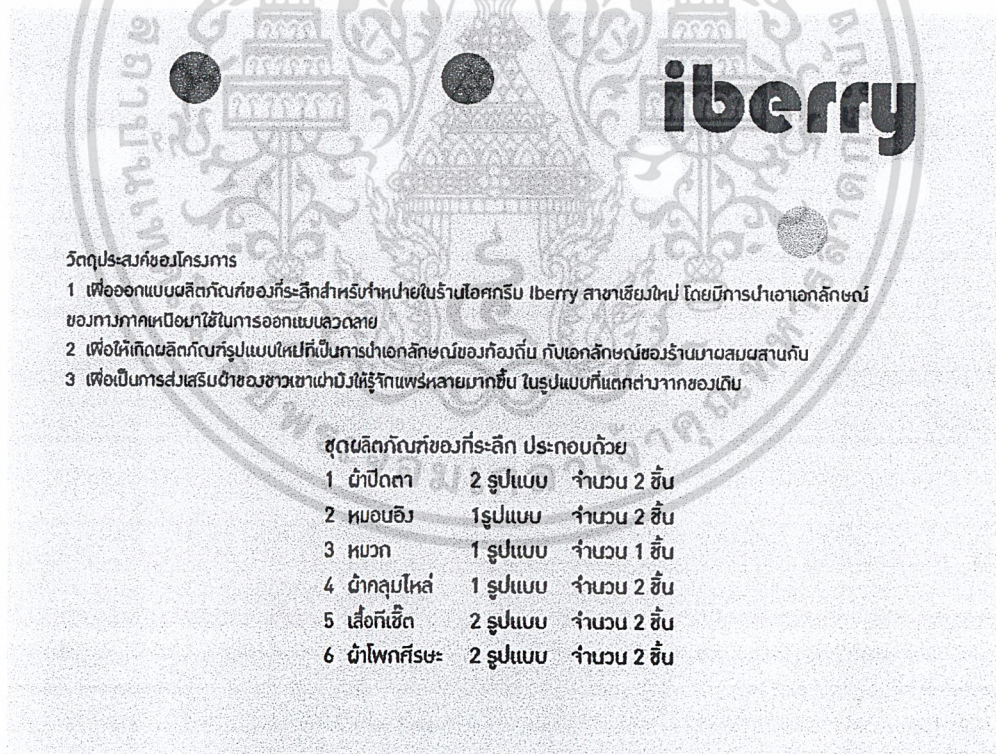 iberry
วัตถุประสงค์ของโครงการ
1 เพื่อออกแบบผลิตภัณฑ์ของที่ระลึกสำหรับจำหน่ายในร้านไอศกรีม Iberry สาขาเชียงใหม่ โดยมีการนำเอาเอกลักษณ์
ของทางภาคเหนือมาใช้ในการออกแบบลวดลาย
2 เพื่อให้เกิดผลิตภัณฑ์รูปแบบใหม่ที่เป็นการนำเอกลักษณ์ของท้องถิ่น กับเอกลักษณ์ของร้านมาผสมผสานกัน
3 เพื่อเป็นการส่งเสริมผ้าของชาวเขาเผ่าม้งให้รู้จักแพร่หลายมากขึ้น ในรูปแบบที่แตกต่างจากของเดิม
ชุดผลิตภัณฑ์ของที่ระลึก ประกอบด้วย
1 ผ้าปิดตา 2 รูปแบบ จำนวน 2 ชิ้น
2 หมอนอิง 1รูปแบบ จำนวน 2 ชิ้น
3 หมวก 1 รูปแบบ จำนวน 1 ชิ้น
4 ผ้าคลุมไหล่ 1 รูปแบบ จำนวน 2 ชิ้น
5 เสื้อทีเชิ๊ต 2 รูปแบบ จำนวน 2 ชิ้น
6 ผ้าโพกศีรษะ 2 รูปแบบ จำนวน 2 ชิ้น